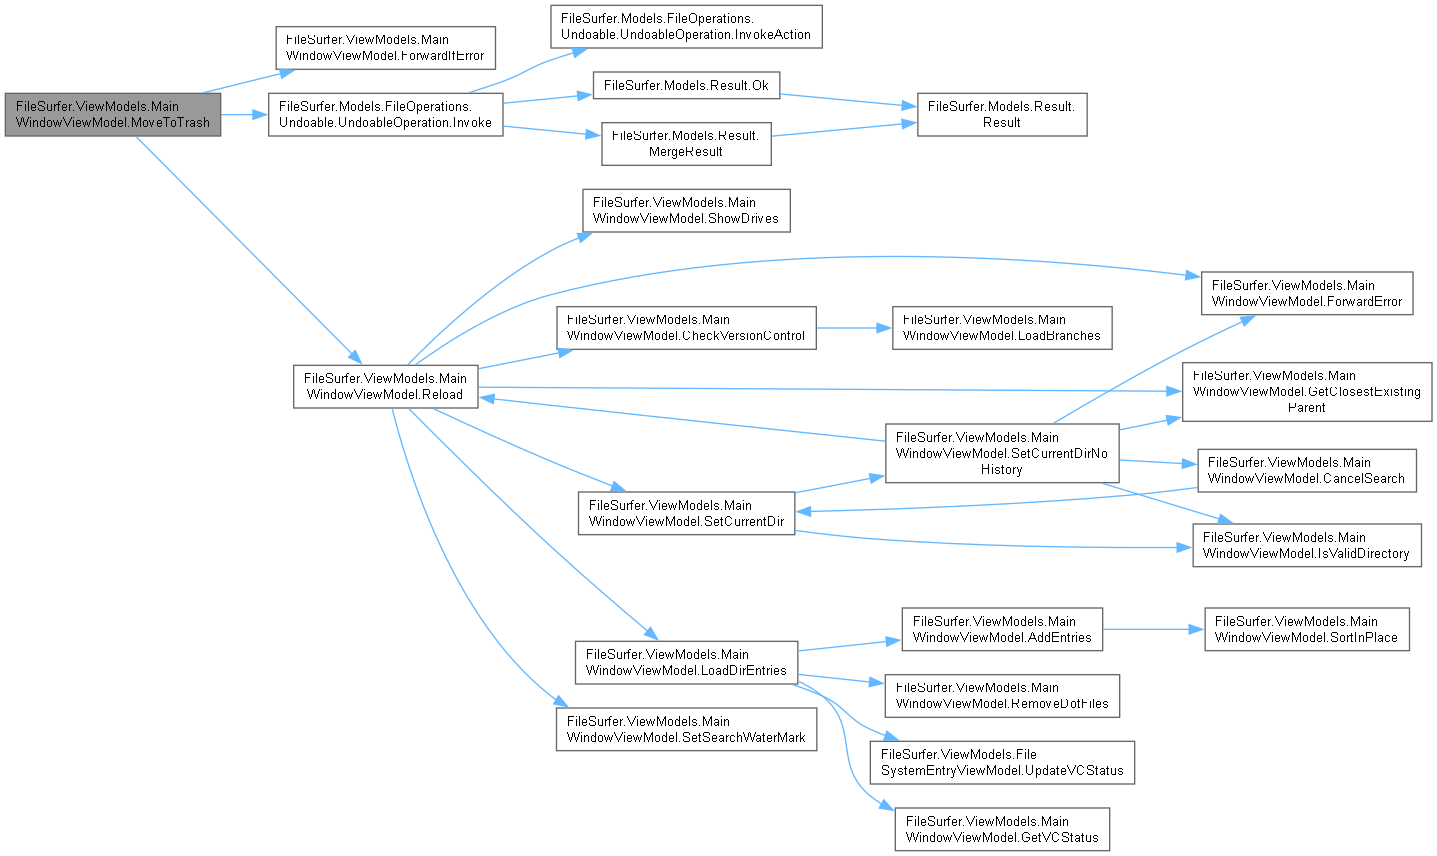 FileSurfer.ViewModels.Main
WindowViewModel.MoveToTrash
FileSurfer.ViewModels.Main
WindowViewModel.ForwardIfError
FileSurfer.Models.FileOperations.
Undoable.UndoableOperation.Invoke
FileSurfer.Models.FileOperations.
Undoable.UndoableOperation.InvokeAction
FileSurfer.Models.Result.Ok
FileSurfer.Models.Result.
MergeResult
FileSurfer.Models.Result.
Result
FileSurfer.ViewModels.Main
WindowViewModel.Reload
FileSurfer.ViewModels.Main
WindowViewModel.ShowDrives
FileSurfer.ViewModels.Main
WindowViewModel.CheckVersionControl
FileSurfer.ViewModels.Main
WindowViewModel.LoadBranches
FileSurfer.ViewModels.Main
WindowViewModel.ForwardError
FileSurfer.ViewModels.Main
WindowViewModel.GetClosestExisting
Parent
FileSurfer.ViewModels.Main
WindowViewModel.SetCurrentDirNo
History
FileSurfer.ViewModels.Main
WindowViewModel.CancelSearch
FileSurfer.ViewModels.Main
WindowViewModel.SetCurrentDir
FileSurfer.ViewModels.Main
WindowViewModel.IsValidDirectory
FileSurfer.ViewModels.Main
WindowViewModel.LoadDirEntries
FileSurfer.ViewModels.Main
WindowViewModel.AddEntries
FileSurfer.ViewModels.Main
WindowViewModel.SortInPlace
FileSurfer.ViewModels.Main
WindowViewModel.RemoveDotFiles
FileSurfer.ViewModels.Main
WindowViewModel.SetSearchWaterMark
FileSurfer.ViewModels.File
SystemEntryViewModel.UpdateVCStatus
FileSurfer.ViewModels.Main
WindowViewModel.GetVCStatus